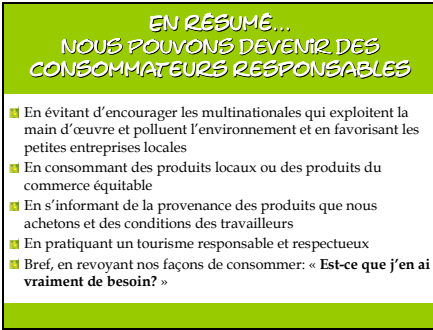 EN RÉSUMÉ...
NOUS POUVONS DEVENIR DES
CONSOMMATEURS RESPONSABLES
En évitant d'encourager les multinationales qui exploitent la
main d'œuvre et polluent l'environnement et en favorisant les
petites entreprises locales
En consommant des produits locaux ou des produits du
commerce équitable
En s'informant de la provenance des produits que nous
achetons et des conditions des travailleurs
En pratiquant un tourisme responsable et respectueux
Bref, en revoyant nos façons de consommer: « Est-ce que j'en ai
vraiment de besoin? »